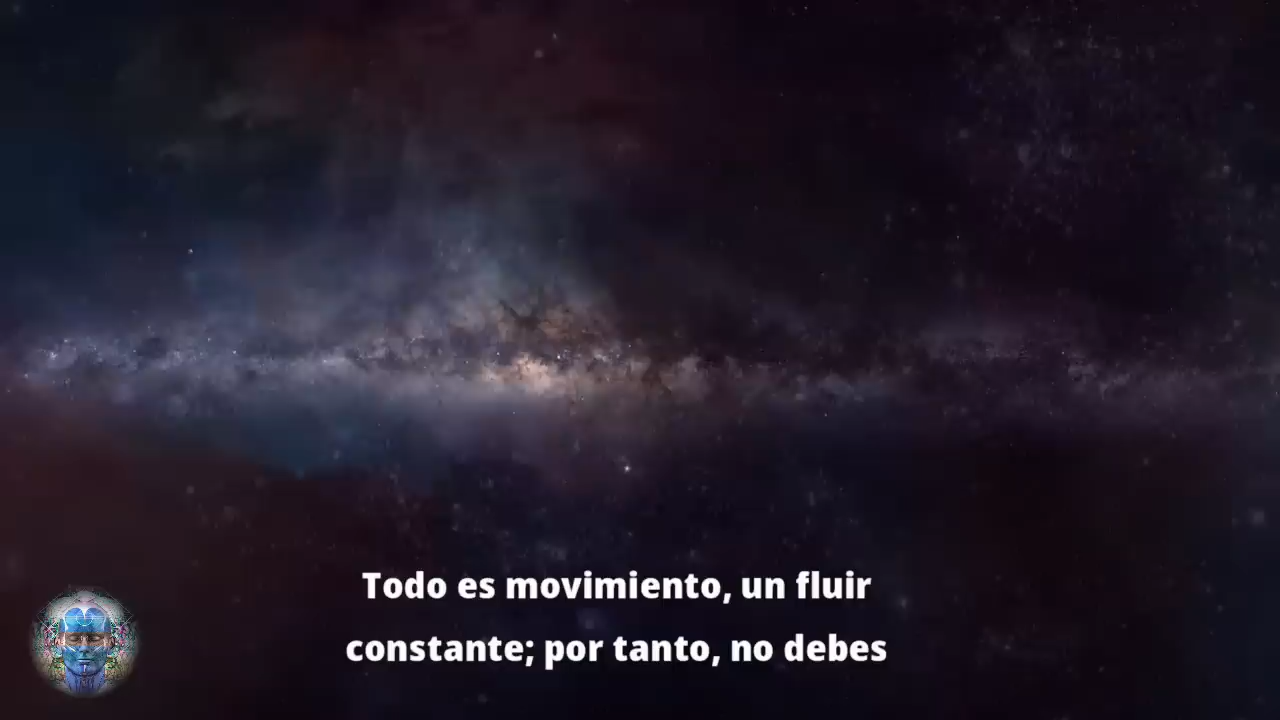 Todo es movimiento, un fluir
constante; por tanto, no debes